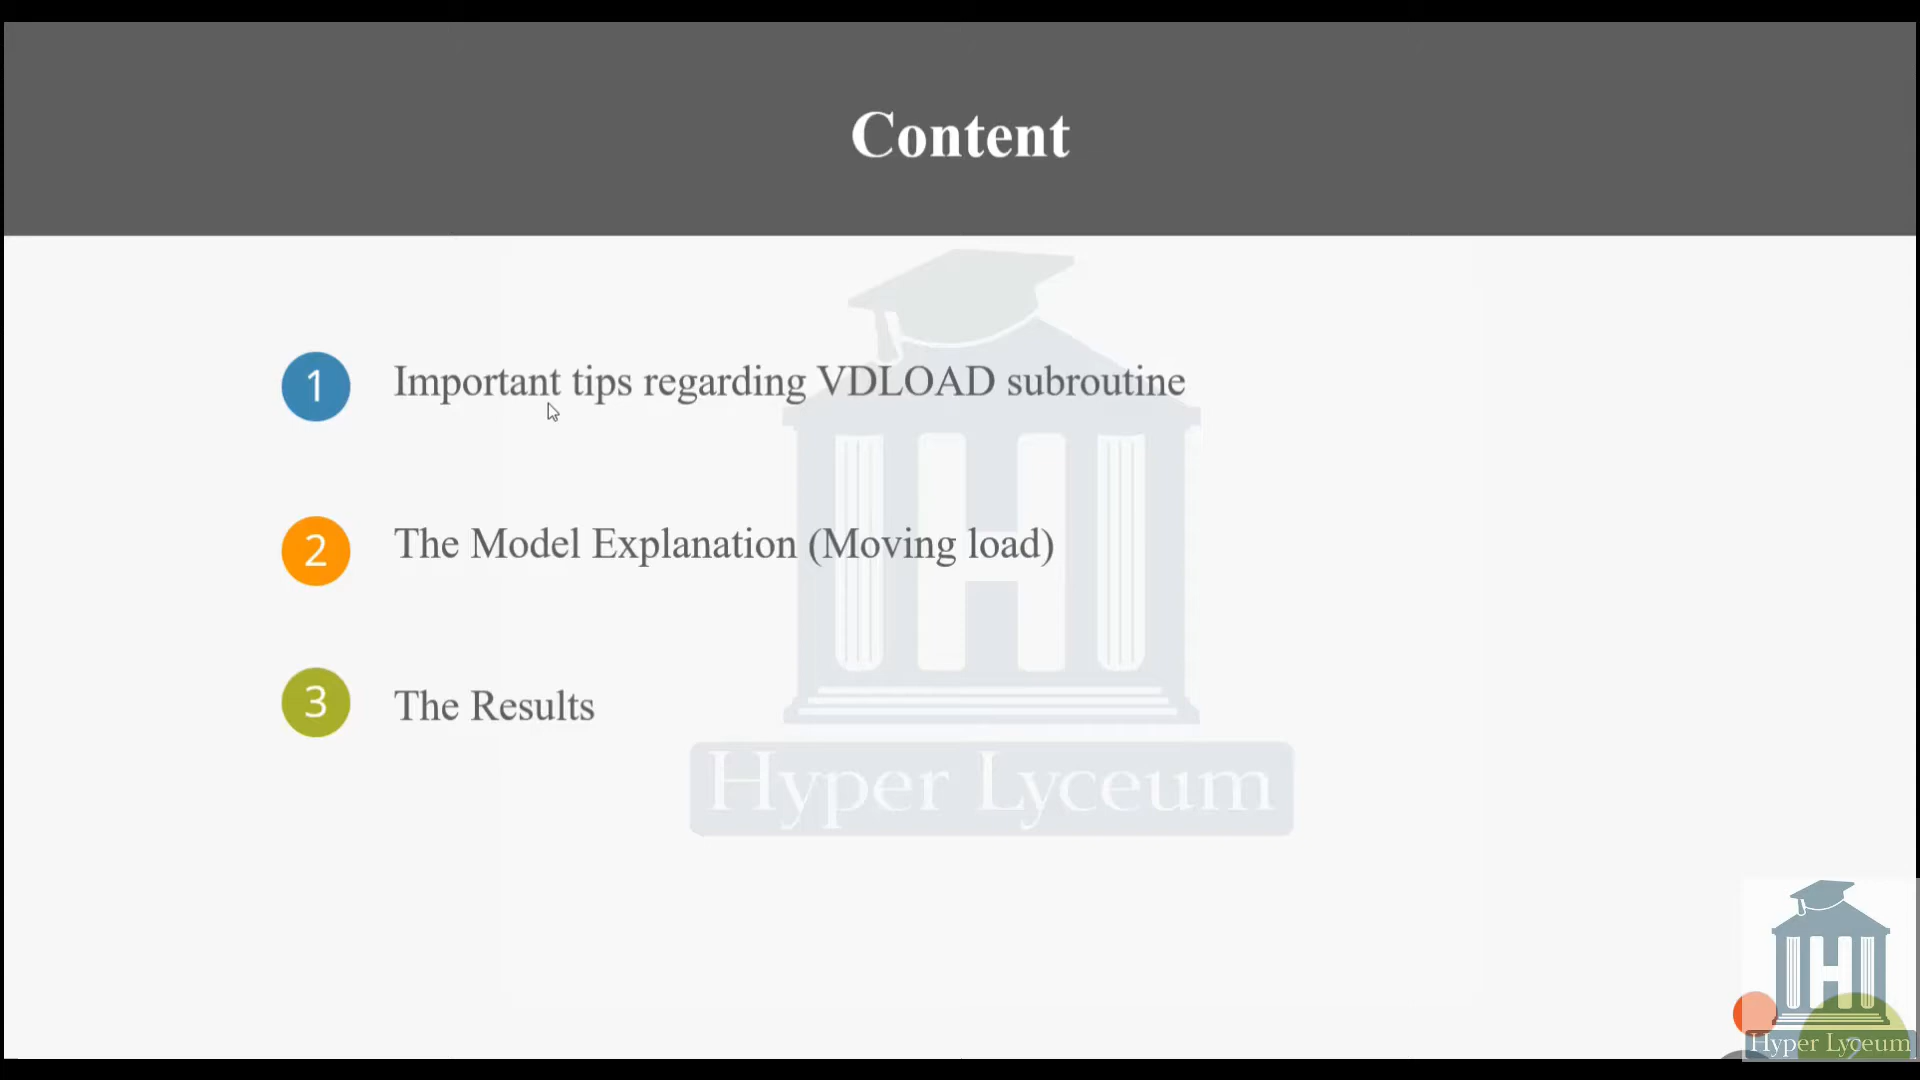 Content
1 Important tips regarding VDLOAD subroutine
2 The Model Explanation (Moving load)
3 The Results
H
Hyper Lyceum
H
Hyper Lyceum
2